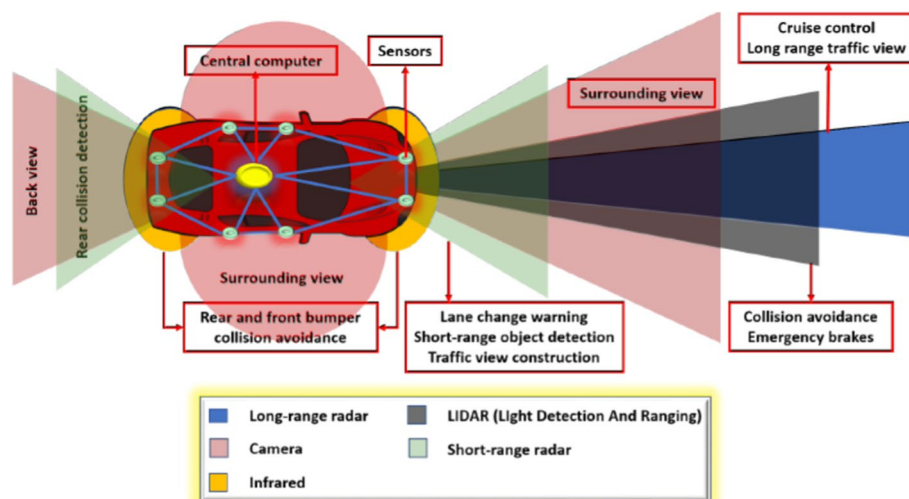 Cruise control
Long range traffic view
Sensors
Central computer
Surrounding view
Back view
Rear collision detection
Surrounding view
Rear and front bumper
collision avoidance
Lane change warning
Short-range object detection
Traffic view construction
Collision avoidance
Emergency brakes
Long-range radar
LIDAR (LIght Detection And Ranging)
Camera
Short-range radar
Infrared